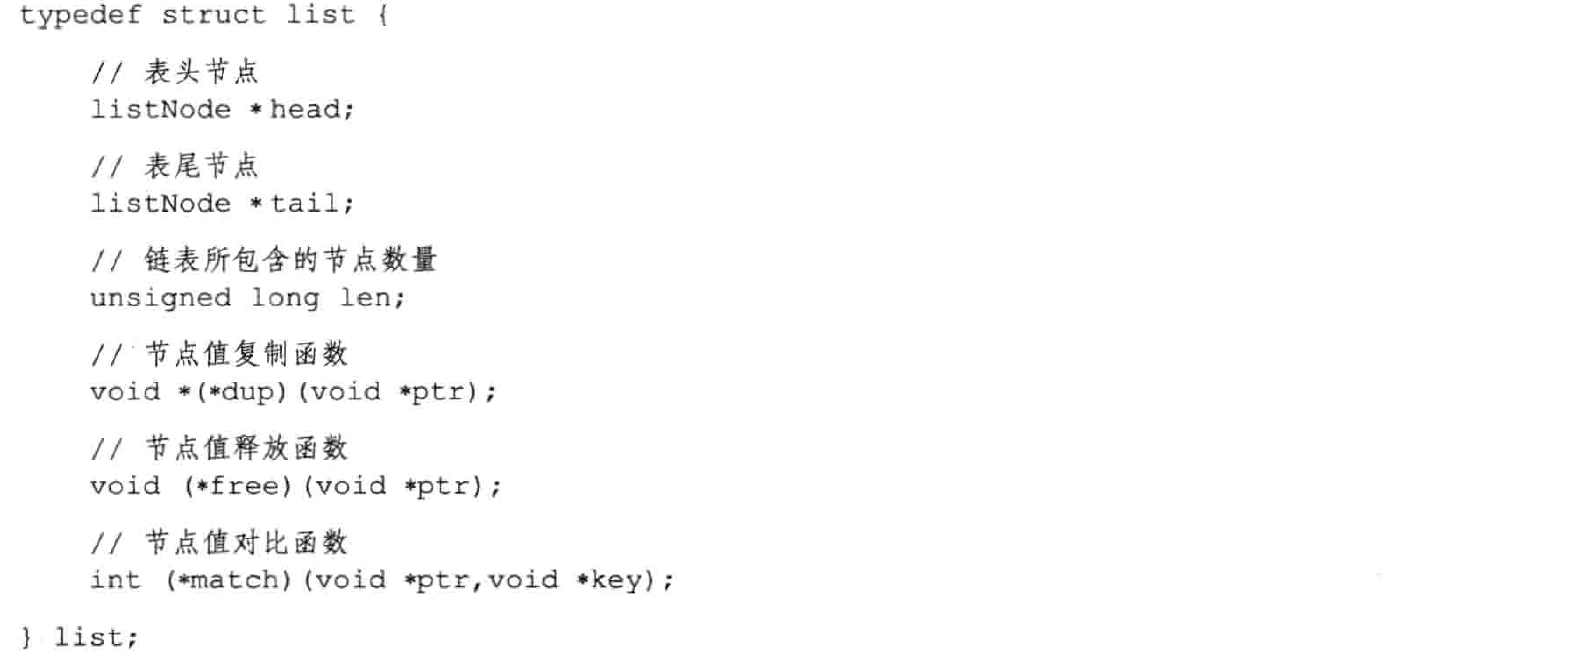 typedef struct list {
// 表头节点
listNode *head;
// 表尾节点
listNode *tail;
// 链表所包含的节点数量
unsigned long len;
// 节点值复制函数
void *(*dup)(void *ptr);
// 节点值释放函数
void (*free)(void *ptr);
// 节点值对比函数
int (*match)(void *ptr,void *key);
} list;